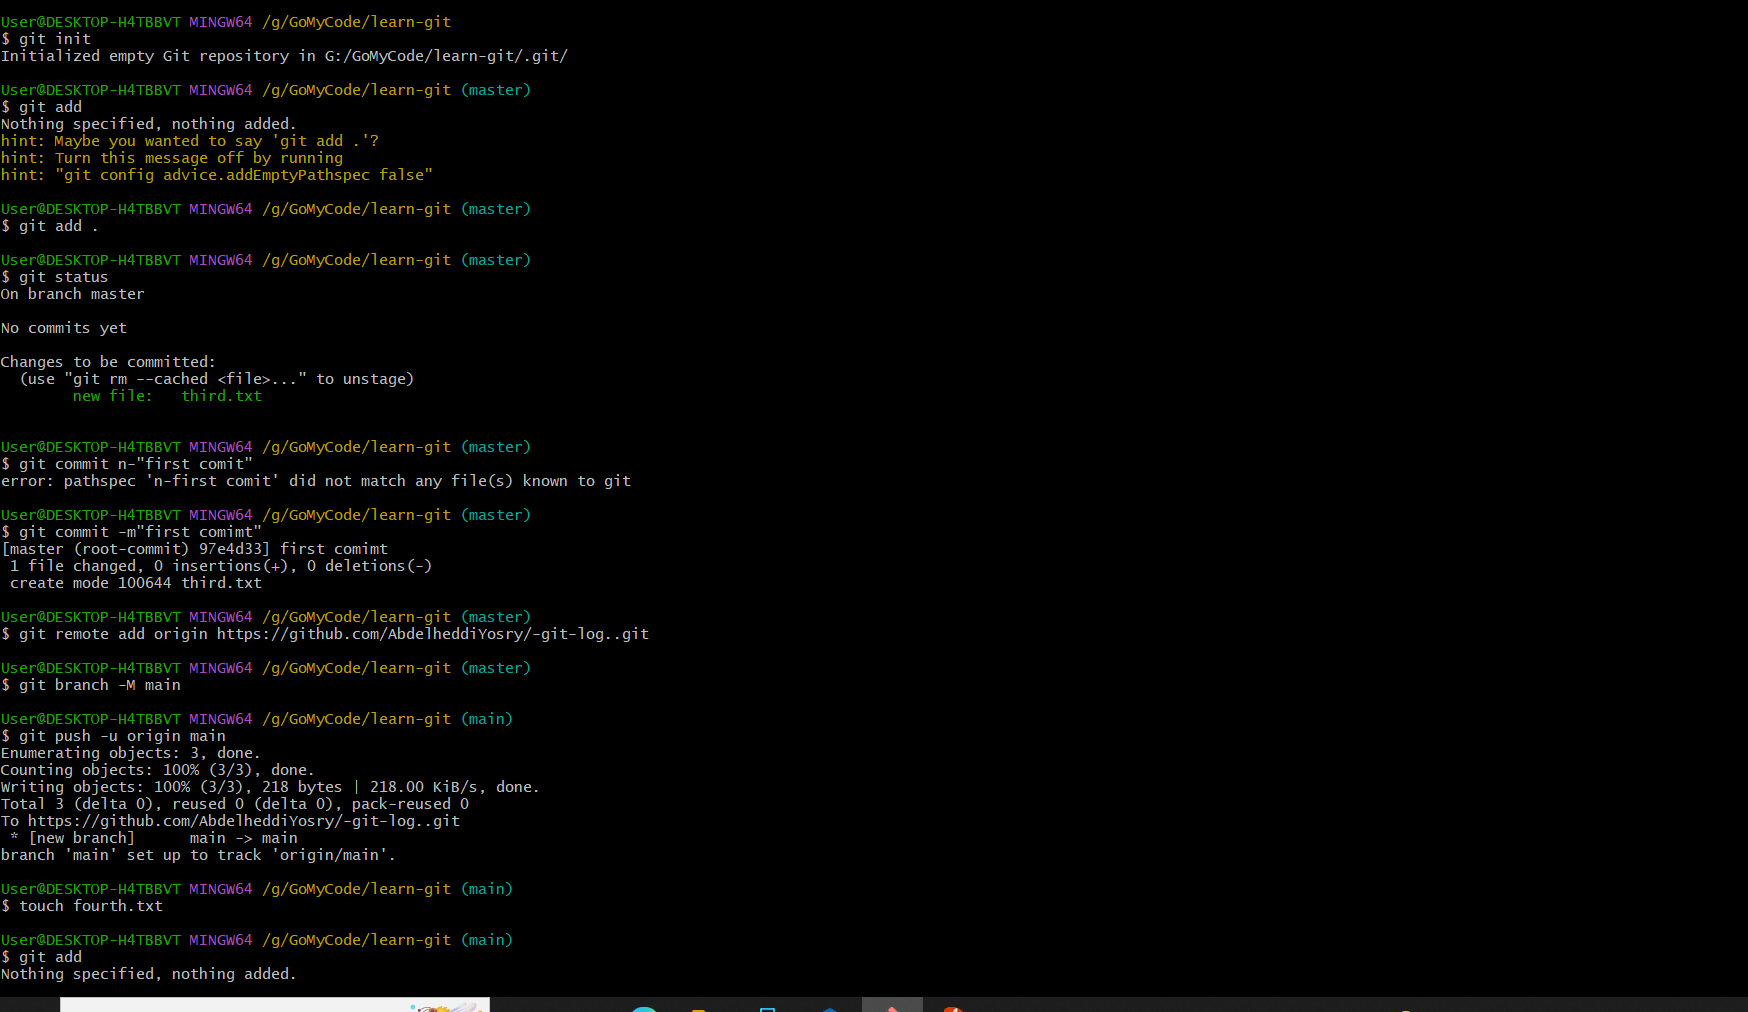 User@DESKTOP-H4TBBVT MINGW64 /g/GoMyCode/learn-git
$ git init
Initialized empty Git repository in G:/GoMyCode/learn-git/.git/
User@DESKTOP-H4TBBVT MINGW64 /g/GoMyCode/learn-git (master)
$ git add
Nothing specified, nothing added.
hint: Maybe you wanted to say 'git add .'?
hint: Turn this message off by running
hint: "git config advice.addEmptyPathspec false"
User@DESKTOP-H4TBBVT MINGW64 /g/GoMyCode/learn-git (master)
$ git add .
User@DESKTOP-H4TBBVT MINGW64 /g/GoMyCode/learn-git (master)
$ git status
On branch master
No commits yet
Changes to be committed:
  (use "git rm --cached <file>..." to unstage)
        new file:   third.txt
User@DESKTOP-H4TBBVT MINGW64 /g/GoMyCode/learn-git (master)
$ git commit n-"first comit"
error: pathspec 'n-first comit' did not match any file(s) known to git
User@DESKTOP-H4TBBVT MINGW64 /g/GoMyCode/learn-git (master)
$ git commit -m"first comimt"
[master (root-commit) 97e4d33] first comimt
 1 file changed, 0 insertions(+), 0 deletions(-)
 create mode 100644 third.txt
User@DESKTOP-H4TBBVT MINGW64 /g/GoMyCode/learn-git (master)
$ git remote add origin https://github.com/AbdelheddiYosry/-git-log..git
User@DESKTOP-H4TBBVT MINGW64 /g/GoMyCode/learn-git (master)
$ git branch -M main
User@DESKTOP-H4TBBVT MINGW64 /g/GoMyCode/learn-git (main)
$ git push -u origin main
Enumerating objects: 3, done.
Counting objects: 100% (3/3), done.
Writing objects: 100% (3/3), 218 bytes | 218.00 KiB/s, done.
Total 3 (delta 0), reused 0 (delta 0), pack-reused 0
To https://github.com/AbdelheddiYosry/-git-log..git
 * [new branch]      main -> main
branch 'main' set up to track 'origin/main'.
User@DESKTOP-H4TBBVT MINGW64 /g/GoMyCode/learn-git (main)
$ touch fourth.txt
User@DESKTOP-H4TBBVT MINGW64 /g/GoMyCode/learn-git (main)
$ git add
Nothing specified, nothing added.